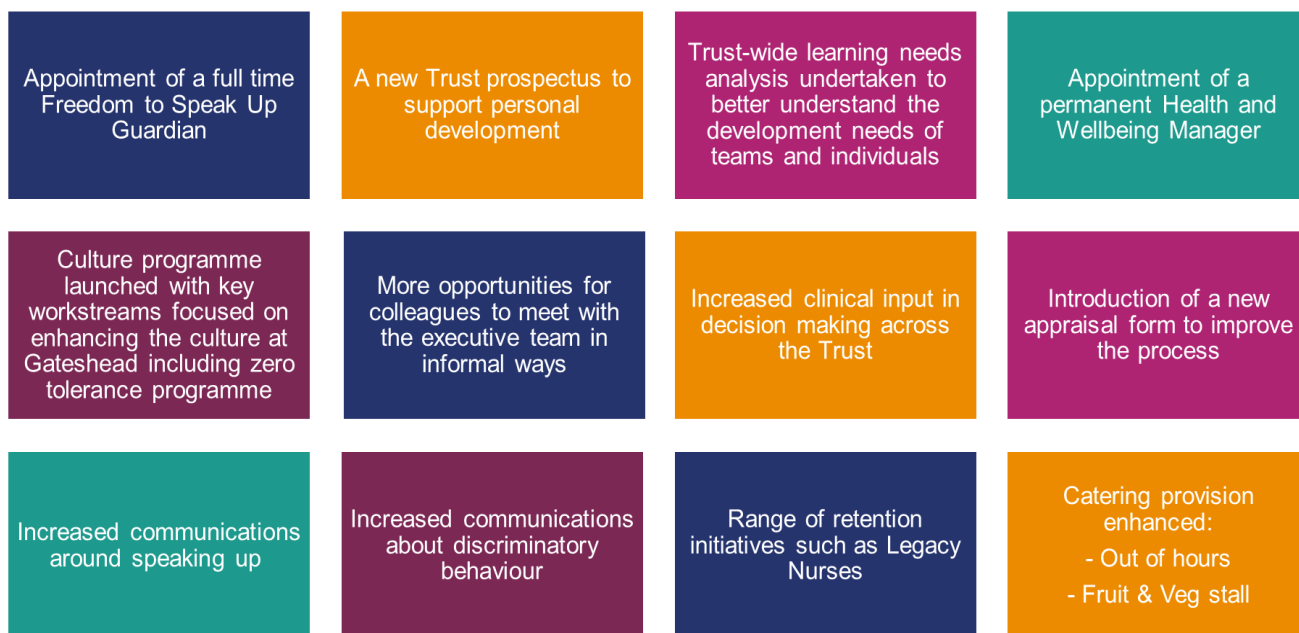 Appointment of a full time
Freedom to Speak Up
Guardian
A new Trust prospectus to
support personal
development
Trust-wide learning needs
analysis undertaken to
better understand the
development needs of
teams and individuals
Appointment of a
permanent Health and
Wellbeing Manager
Culture programme
launched with key
workstreams focused on
enhancing the culture at
Gateshead including zero
tolerance programme
More opportunities for
colleagues to meet with
the executive team in
informal ways
Increased clinical input in
decision making across
the Trust
Introduction of a new
appraisal form to improve
the process
Increased communications
around speaking up
Increased communications
about discriminatory
behaviour
Range of retention
initiatives such as Legacy
Nurses
Catering provision
enhanced:
- Out of hours
- Fruit & Veg stall